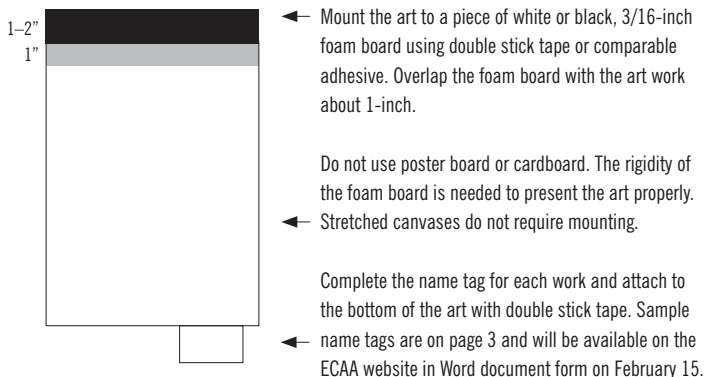 1–2”
1”
Mount the art to a piece of white or black, 3/16-inch
foam board using double stick tape or comparable
adhesive. Overlap the foam board with the art work
about 1-inch.
Do not use poster board or cardboard. The rigidity of
the foam board is needed to present the art properly.
Stretched canvases do not require mounting.
Complete the name tag for each work and attach to
the bottom of the art with double stick tape. Sample
name tags are on page 3 and will be available on the
ECAA website in Word document form on February 15.